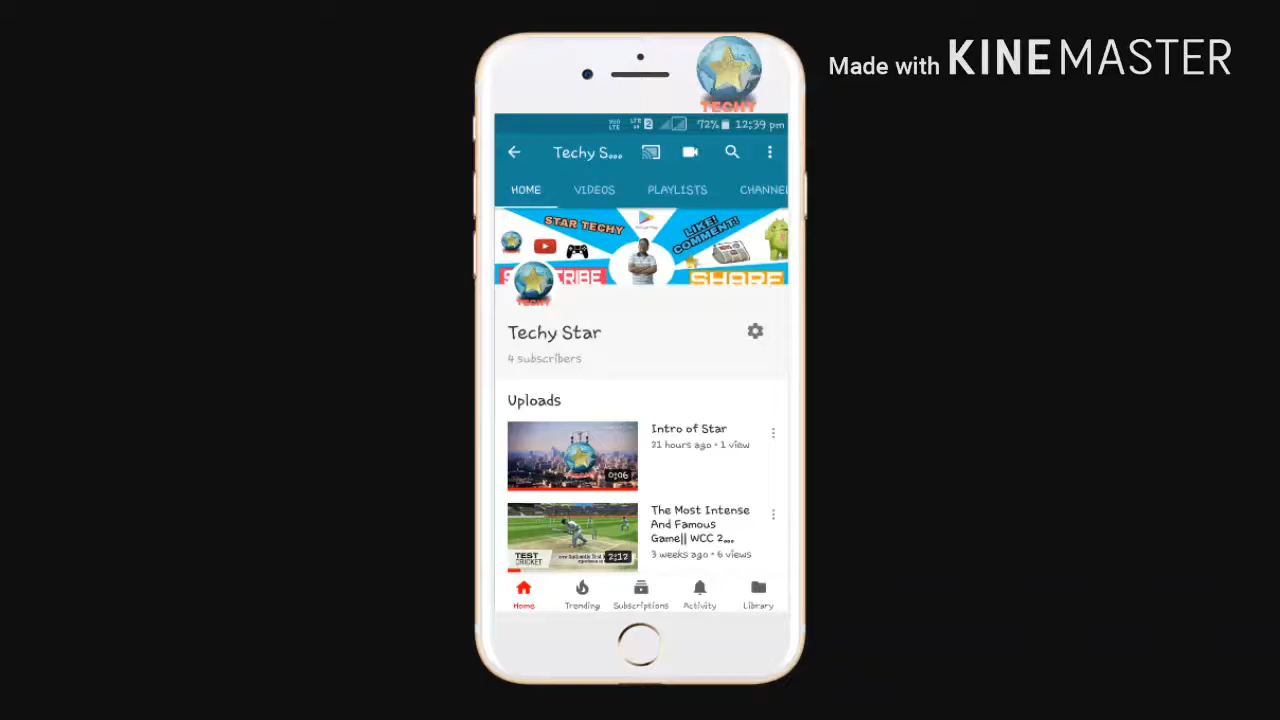 Made with KINEMASTER
TECHY
72% 12:39 pm
Techy S...
HOME VIDEOS PLAYLISTS CHANNEL
STAR TECHY
LIKE!
COMMENT!
SHARE
TECHY
Techy Star
4 subscribers
Uploads
Intro of Star
21 hours ago • 1 view
0:06
The Most Intense
And Famous
Game|| WCC 2...
3 weeks ago • 6 views
TEST
CRICKET
2:12
Home Trending Subscriptions Activity Library